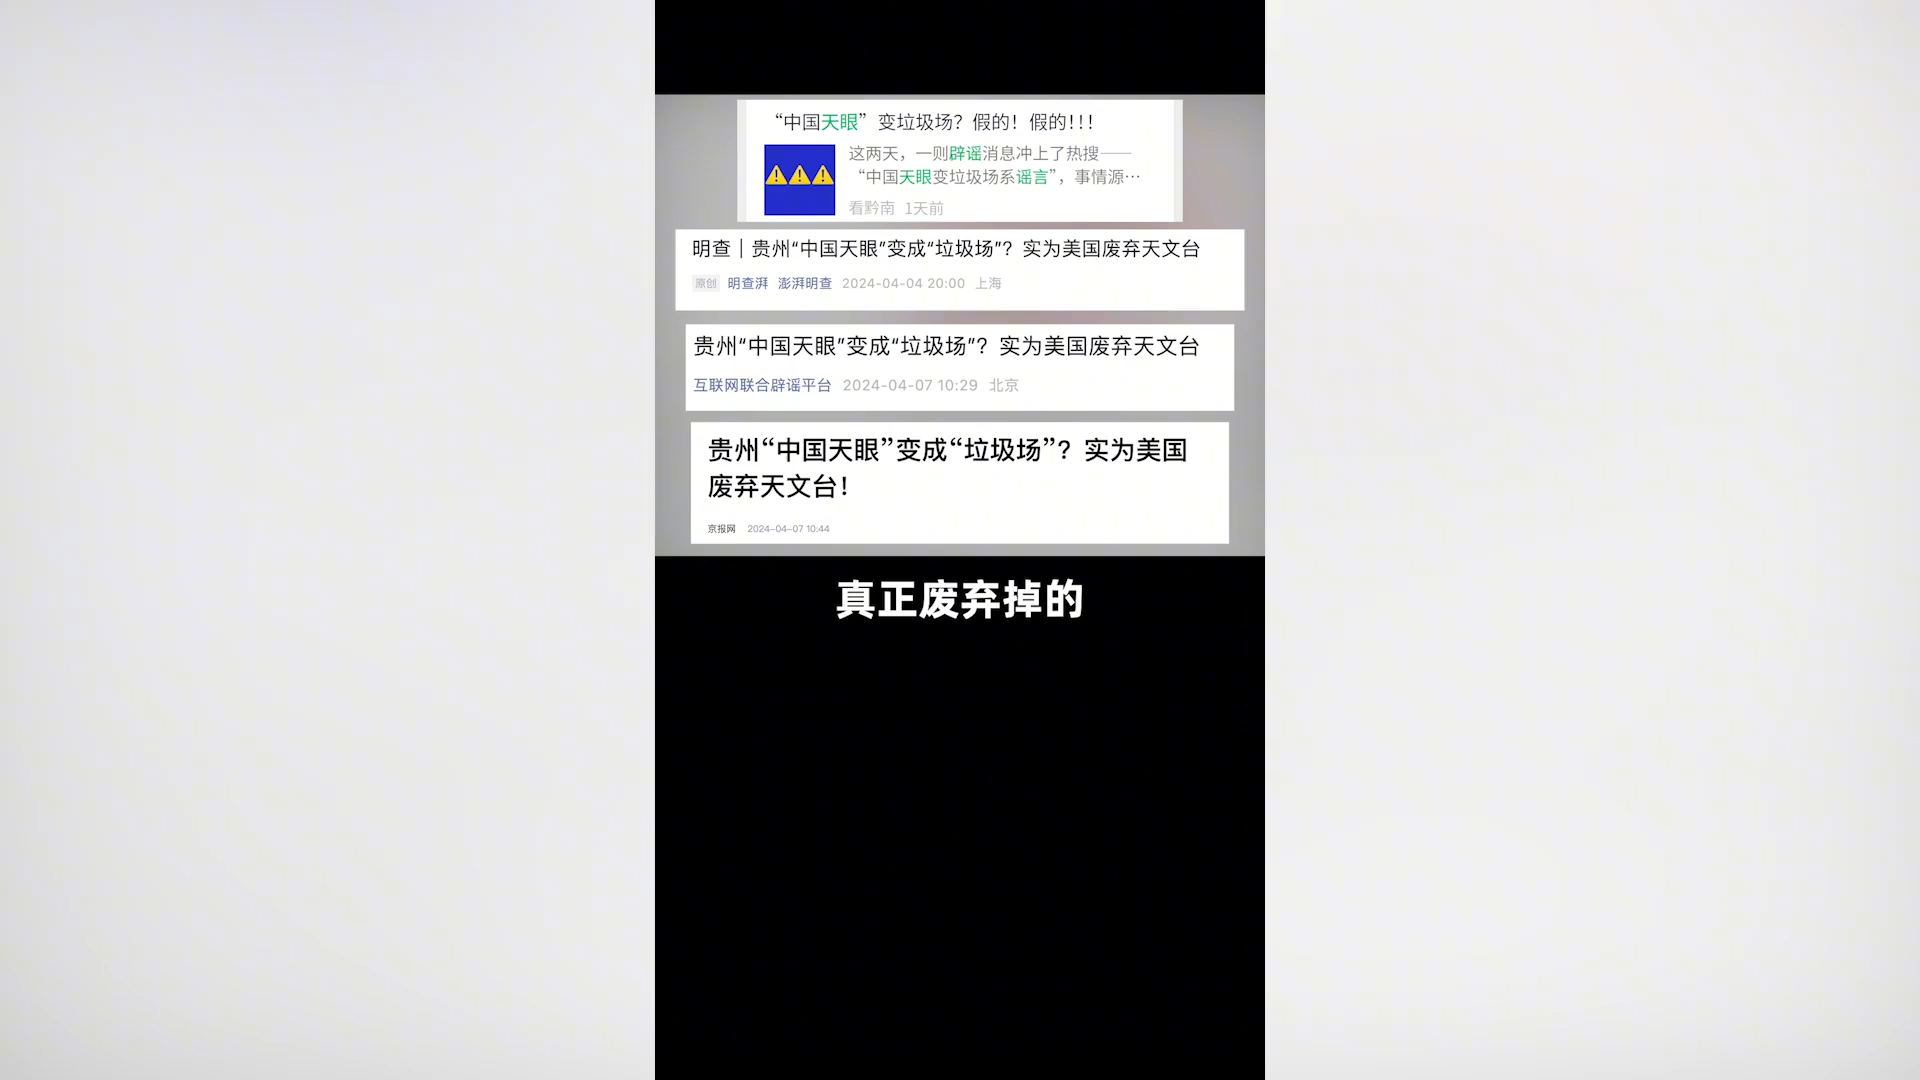 “中国天眼”变垃圾场？假的！假的！！！
这两天，一则辟谣消息冲上了热搜——
“中国天眼变垃圾场系谣言”，事情源…
看黔南 1天前
明查｜贵州“中国天眼”变成“垃圾场”？实为美国废弃天文台
原创 明查湃 澎湃明查 2024-04-04 20:00 上海
贵州“中国天眼”变成“垃圾场”？实为美国废弃天文台
互联网联合辟谣平台 2024-04-07 10:29 北京
贵州“中国天眼”变成“垃圾场”？实为美国
废弃天文台！
京报网 2024-04-07 10:44
真正废弃掉的